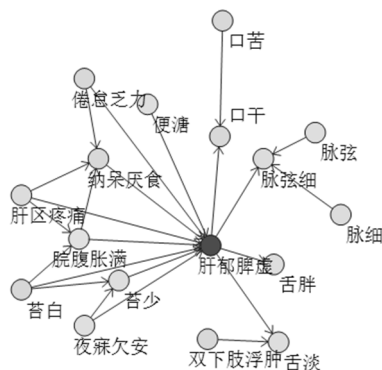 口苦
倦怠乏力
便溏
口干
脉弦
纳呆厌食
脉弦细
肝区疼痛
脉细
脘腹胀满
肝郁脾虚
舌胖
苔白
苔少
夜寐欠安
双下肢浮肿
舌淡